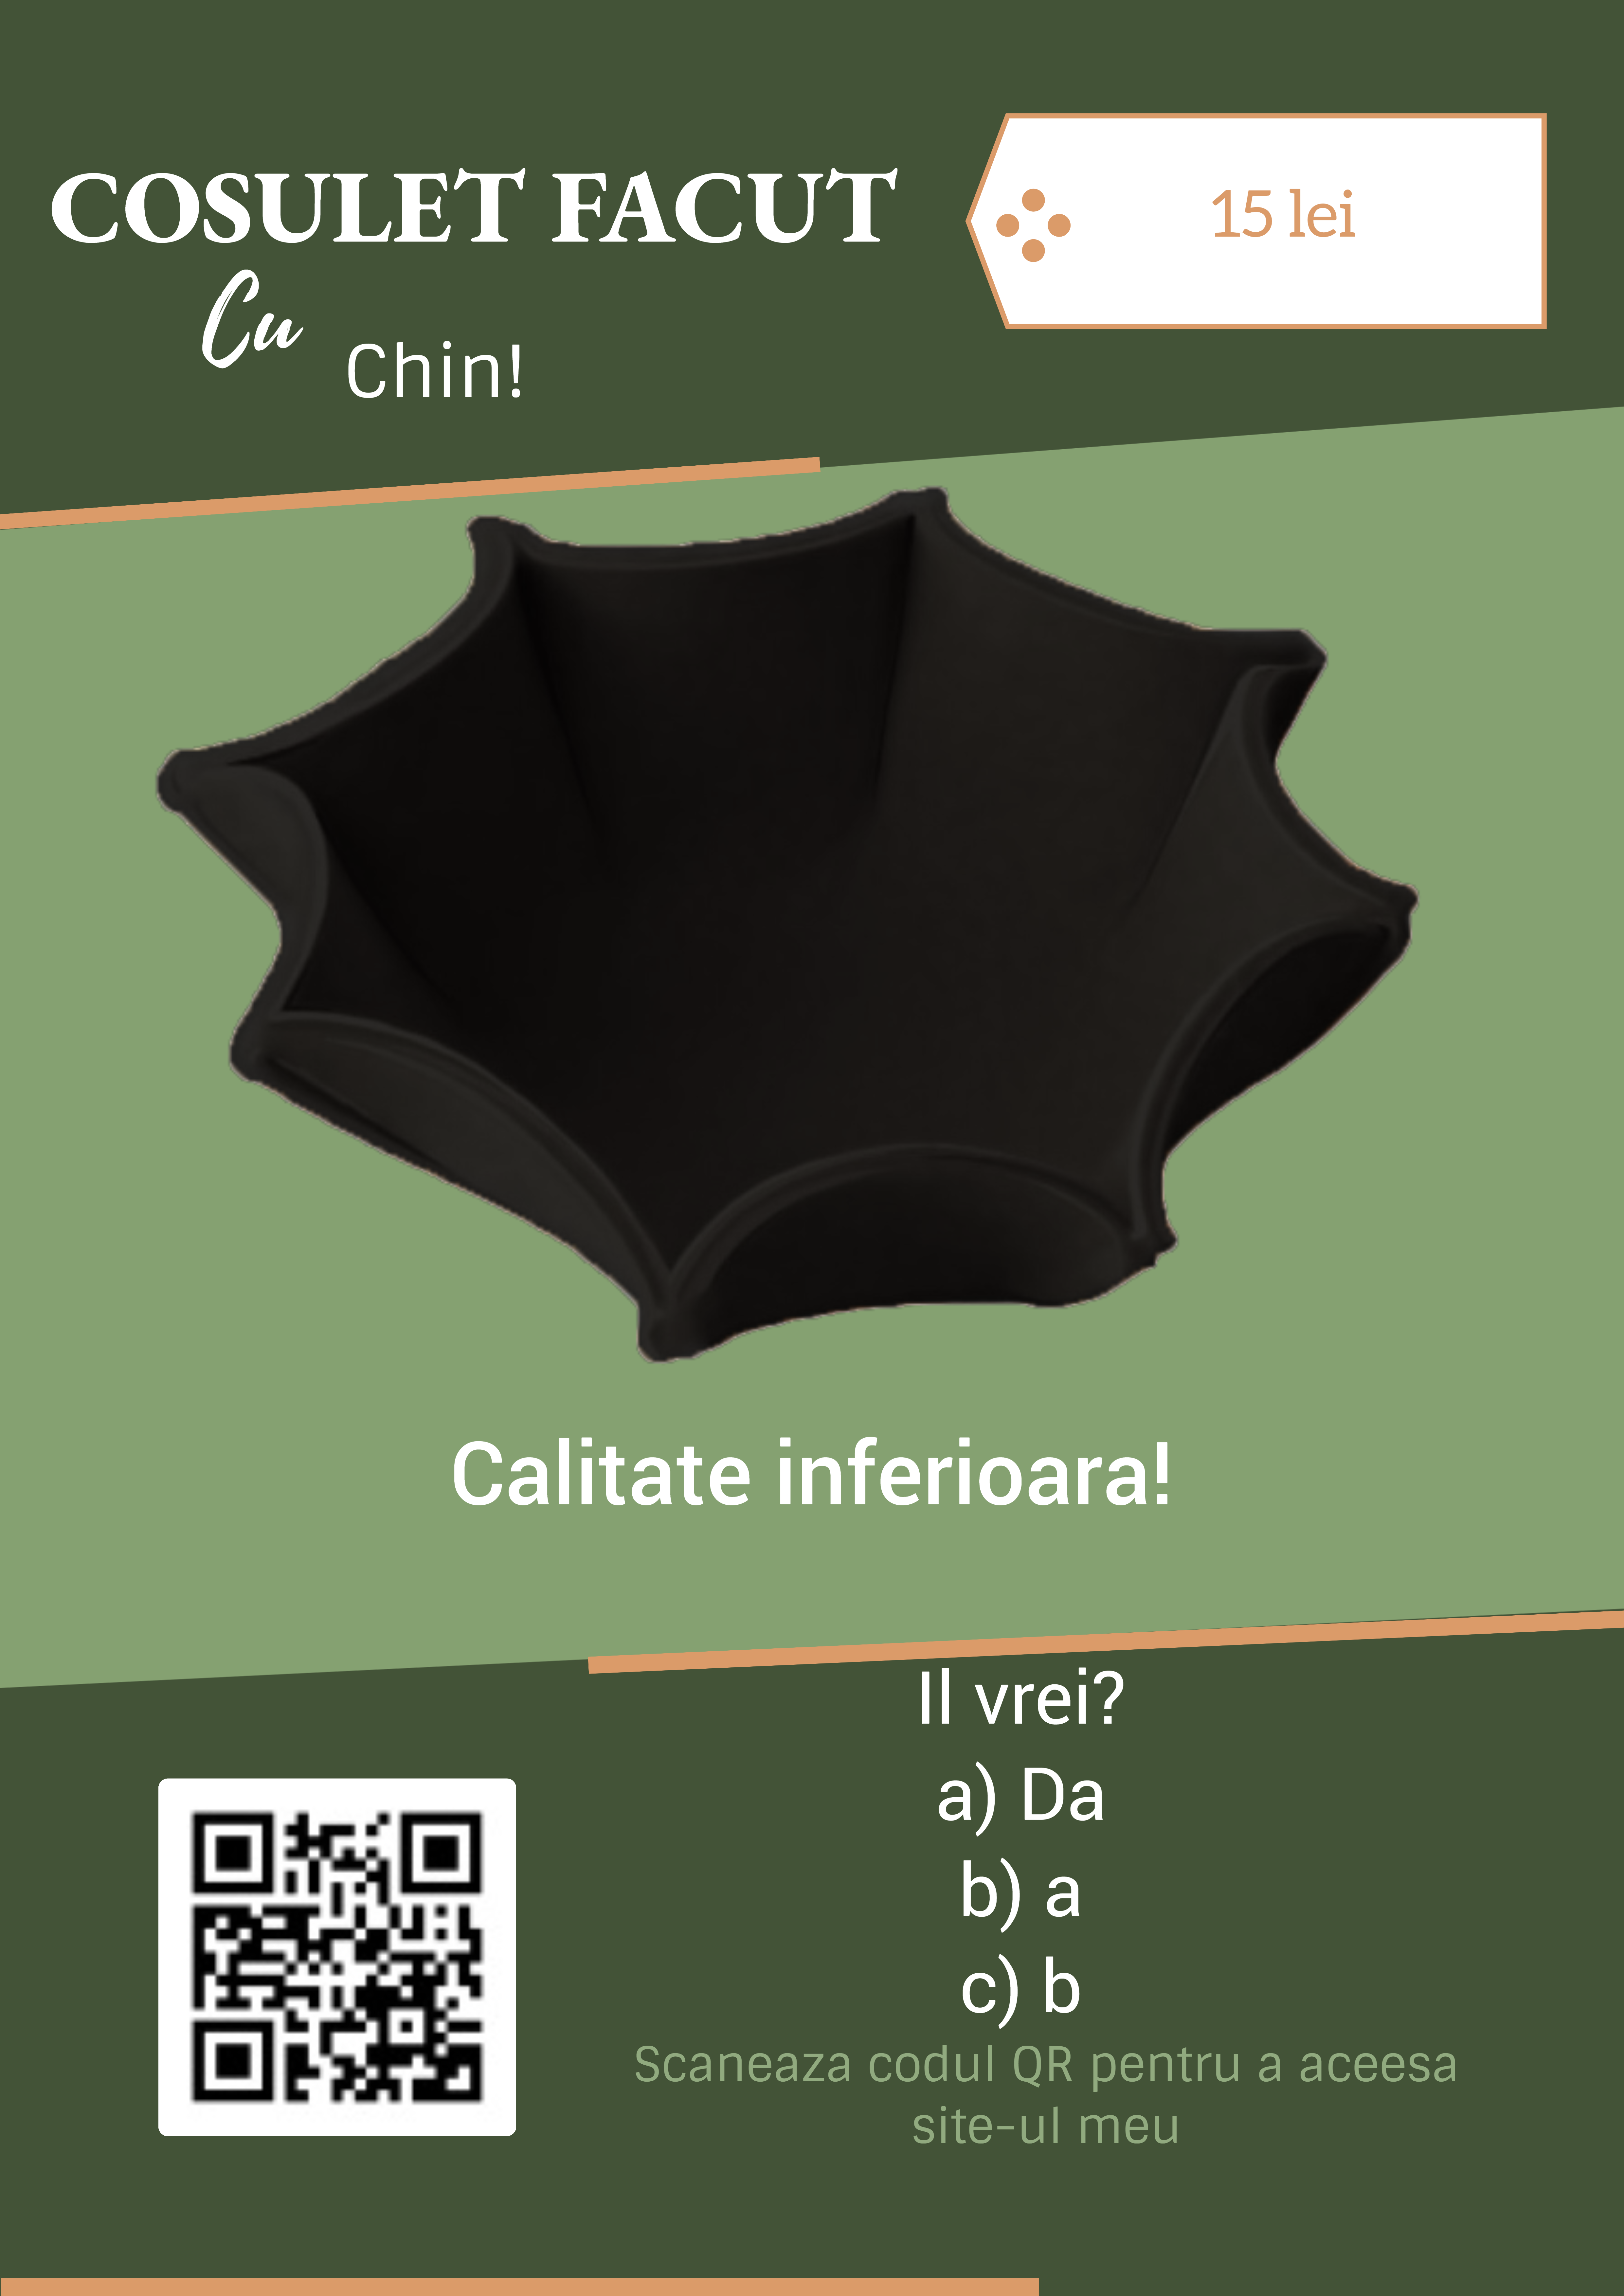 COSULET FACUT
Cu
Chin!
15 lei
Calitate inferioara!
Il vrei?
a) Da
b) a
c) b
Scaneaza codul QR pentru a aceesa
site-ul meu